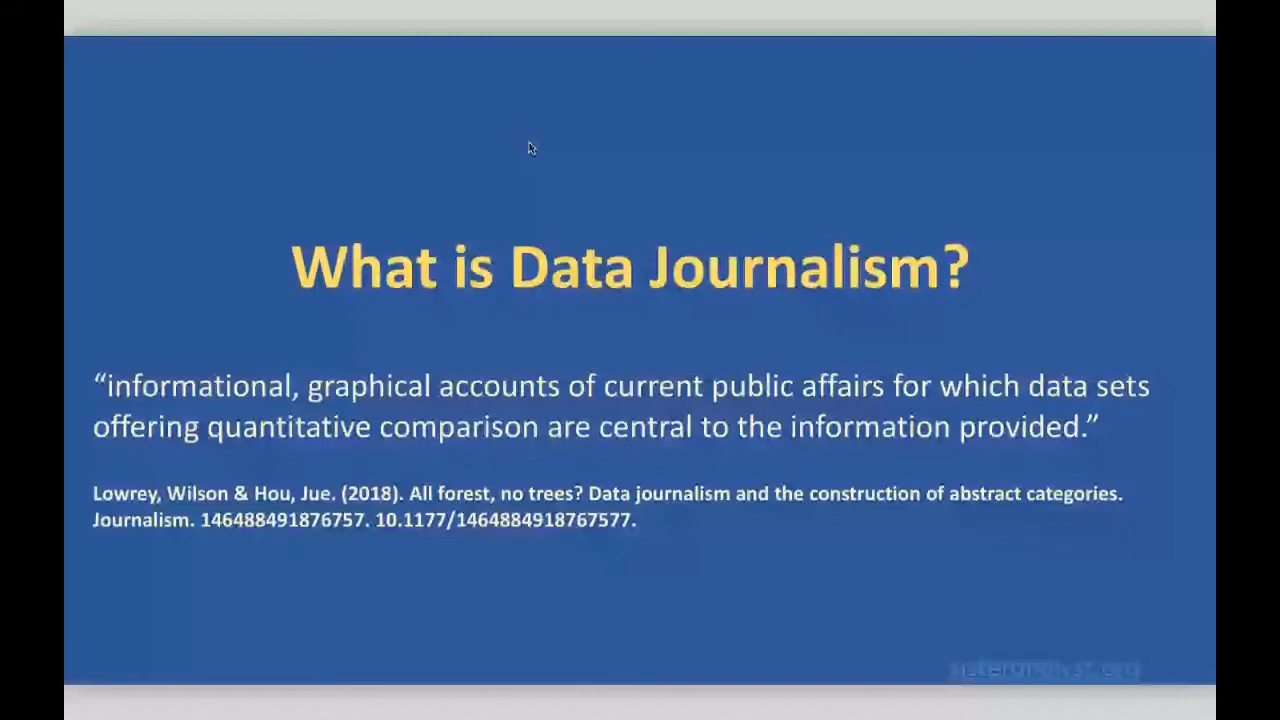 What is Data Journalism?
“informational, graphical accounts of current public affairs for which data sets
offering quantitative comparison are central to the information provided.”
Lowrey, Wilson & Hou, Jue. (2018). All forest, no trees? Data journalism and the construction of abstract categories.
Journalism. 146488491876757. 10.1177/1464884918767577.
sisteranalyst.org